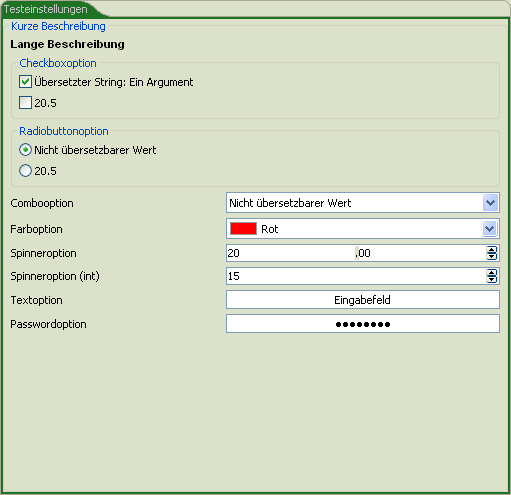 Testeinstellungen
Kurze Beschreibung
Lange Beschreibung
Checkboxoption
Übersetzter String: Ein Argument
20.5
Radiobuttonoption
Nicht übersetzbarer Wert
20.5
Combooption Nicht übersetzbarer Wert
Farboption Rot
Spinneroption 20 .00
Spinneroption (int) 15
Textoption Eingabefeld
Passwordoption ●●●●●●●●